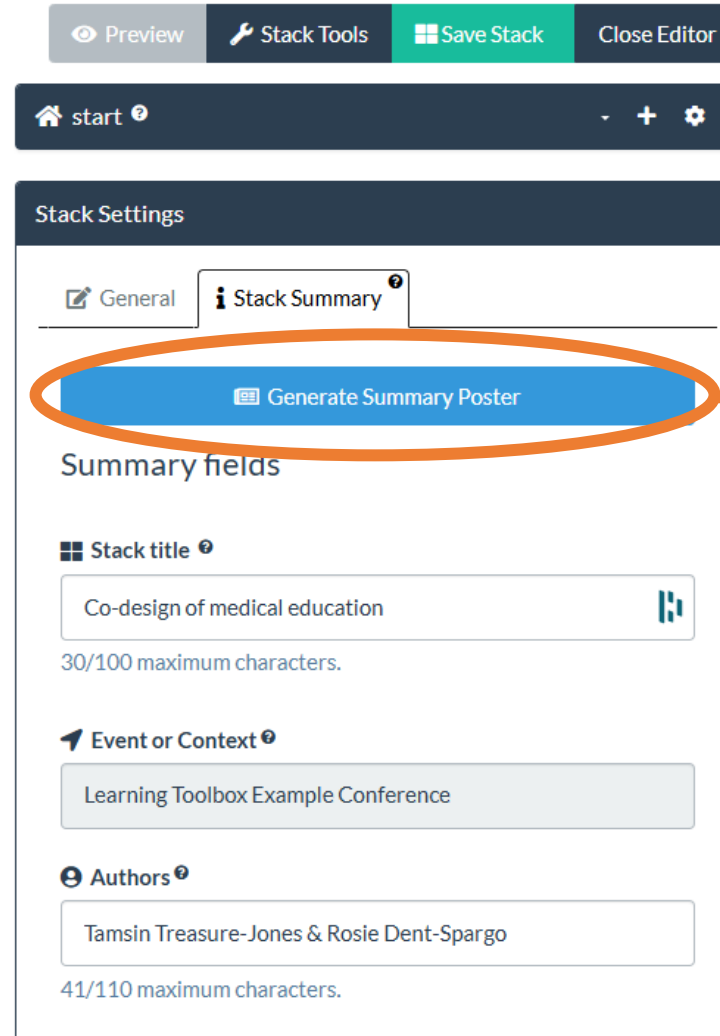 Preview Stack Tools Save Stack Close Editor
start
Stack Settings
General Stack Summary
Generate Summary Poster
Summary fields
Stack title
Co-design of medical education
30/100 maximum characters.
Event or Context
Learning Toolbox Example Conference
Authors
Tamsin Treasure-Jones & Rosie Dent-Spargo
41/110 maximum characters.